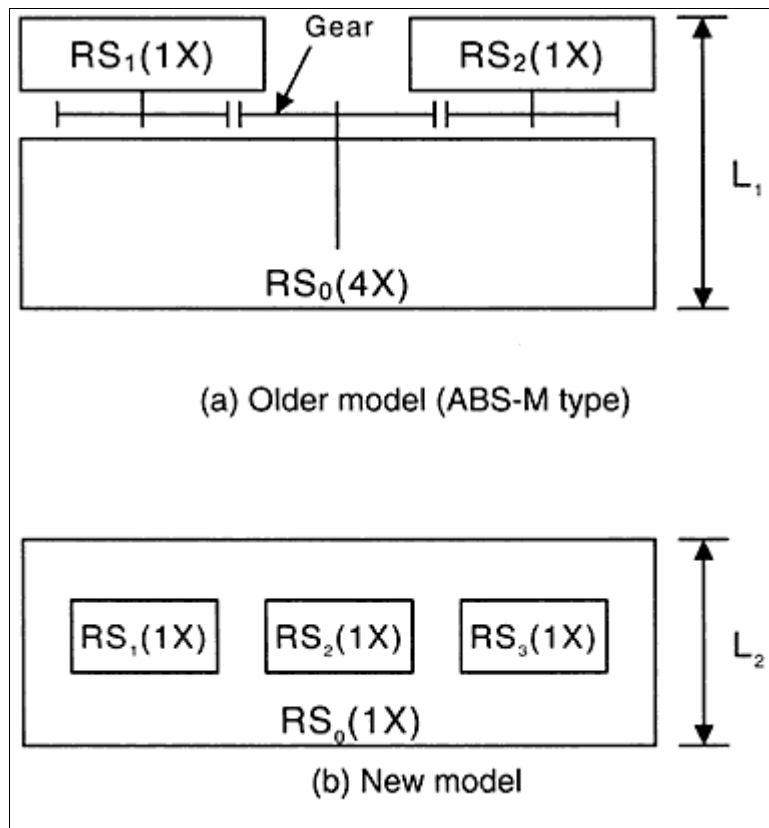 Gear
RS₁(1X)
RS₂(1X)
L₁
RS₀(4X)
(a) Older model (ABS-M type)
RS₁(1X)
RS₂(1X)
RS₃(1X)
L₂
RS₀(1X)
(b) New model